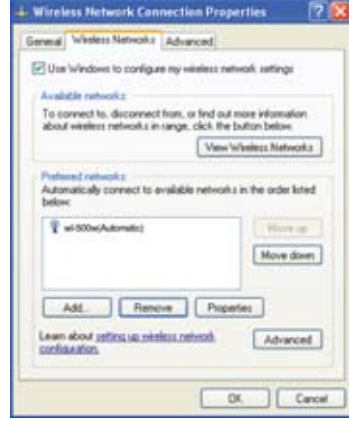 Wireless Network Connection Properties
General Wireless Networks Advanced
Use Windows to configure my wireless network settings
Available networks:
To connect to, disconnect from, or find out more information
about wireless networks in range, click the button below.
View Wireless Networks
Preferred networks:
Automatically connect to available networks in the order listed
below:
wl-500w(Automatic)
Move up
Move down
Add... Remove Properties
Learn about setting up wireless network
configuration.
Advanced
OK Cancel